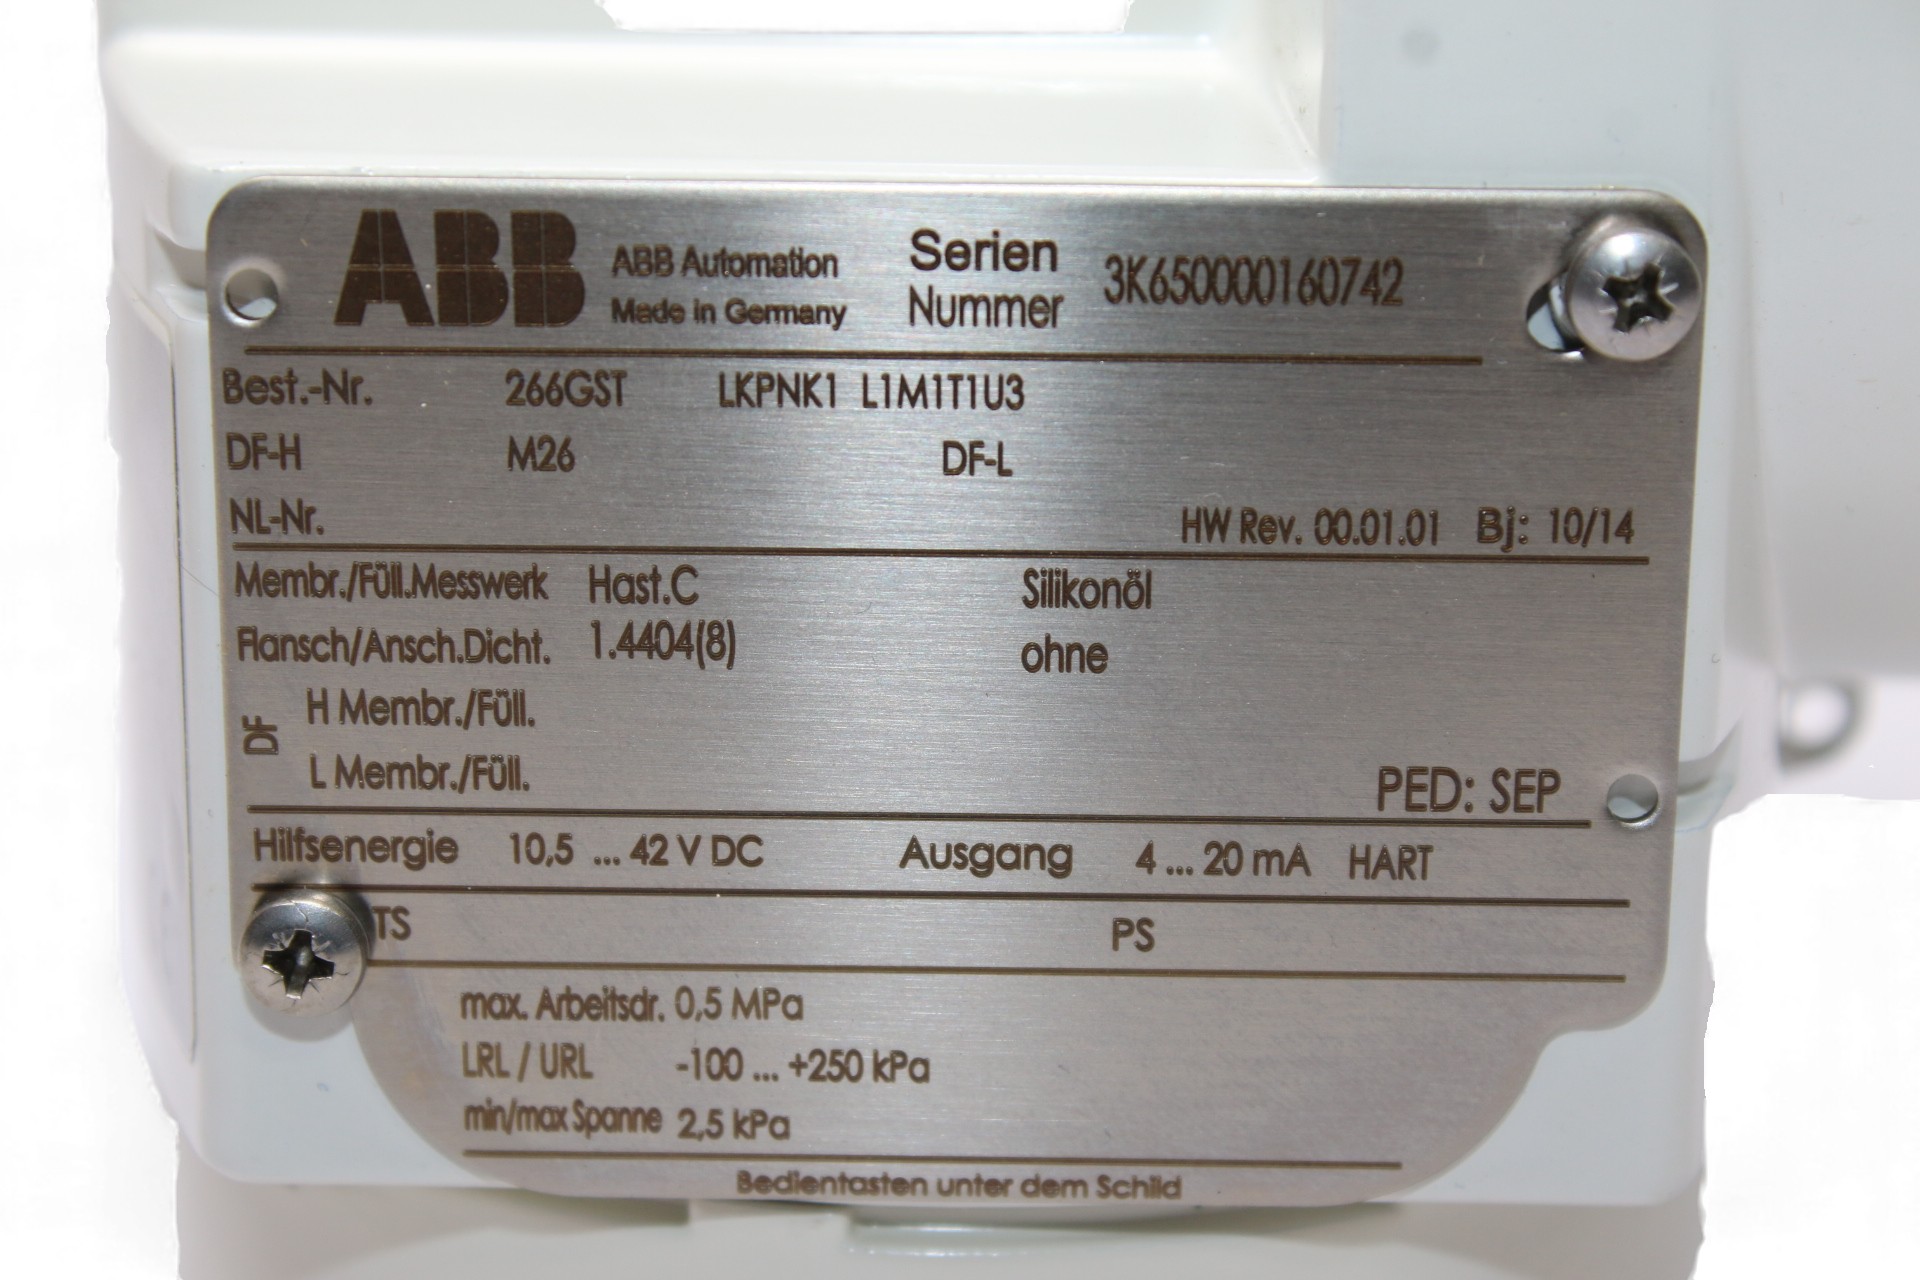 ABB ABB Automation Made in Germany Serien Nummer 3K650000160742
Best.-Nr. 266GST LKPNK1 L1M1T1U3
DF-H M26 DF-L
NL-Nr. HW Rev. 00.01.01 Bj: 10/14
Membr./Füll.Messwerk Hast.C Silikonöl
Flansch/Ansch.Dicht. 1.4404(8) ohne
DF
H Membr./Füll.
L Membr./Füll.
PED: SEP
Hilfsenergie 10,5 ... 42 V DC Ausgang 4 ... 20 mA HART
TS PS
max. Arbeitsdr. 0,5 MPa
LRL / URL -100 ... +250 kPa
min/max Spanne 2,5 kPa
Bedientasten unter dem Schild